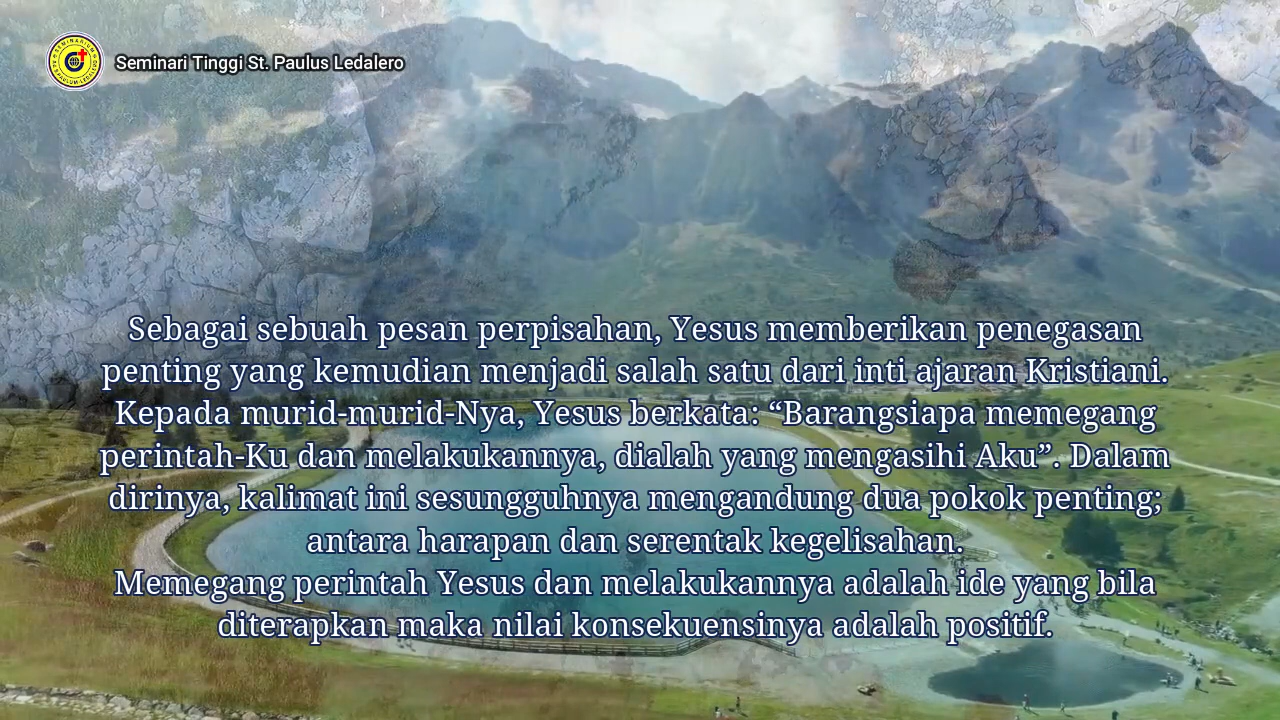 Seminari Tinggi St. Paulus Ledalero
Sebagai sebuah pesan perpisahan, Yesus memberikan penegasan
penting yang kemudian menjadi salah satu dari inti ajaran Kristiani.
Kepada murid-murid-Nya, Yesus berkata: “Barangsiapa memegang
perintah-Ku dan melakukannya, dialah yang mengasihi Aku”. Dalam
dirinya, kalimat ini sesungguhnya mengandung dua pokok penting;
antara harapan dan serentak kegelisahan.
Memegang perintah Yesus dan melakukannya adalah ide yang bila
diterapkan maka nilai konsekuensinya adalah positif.